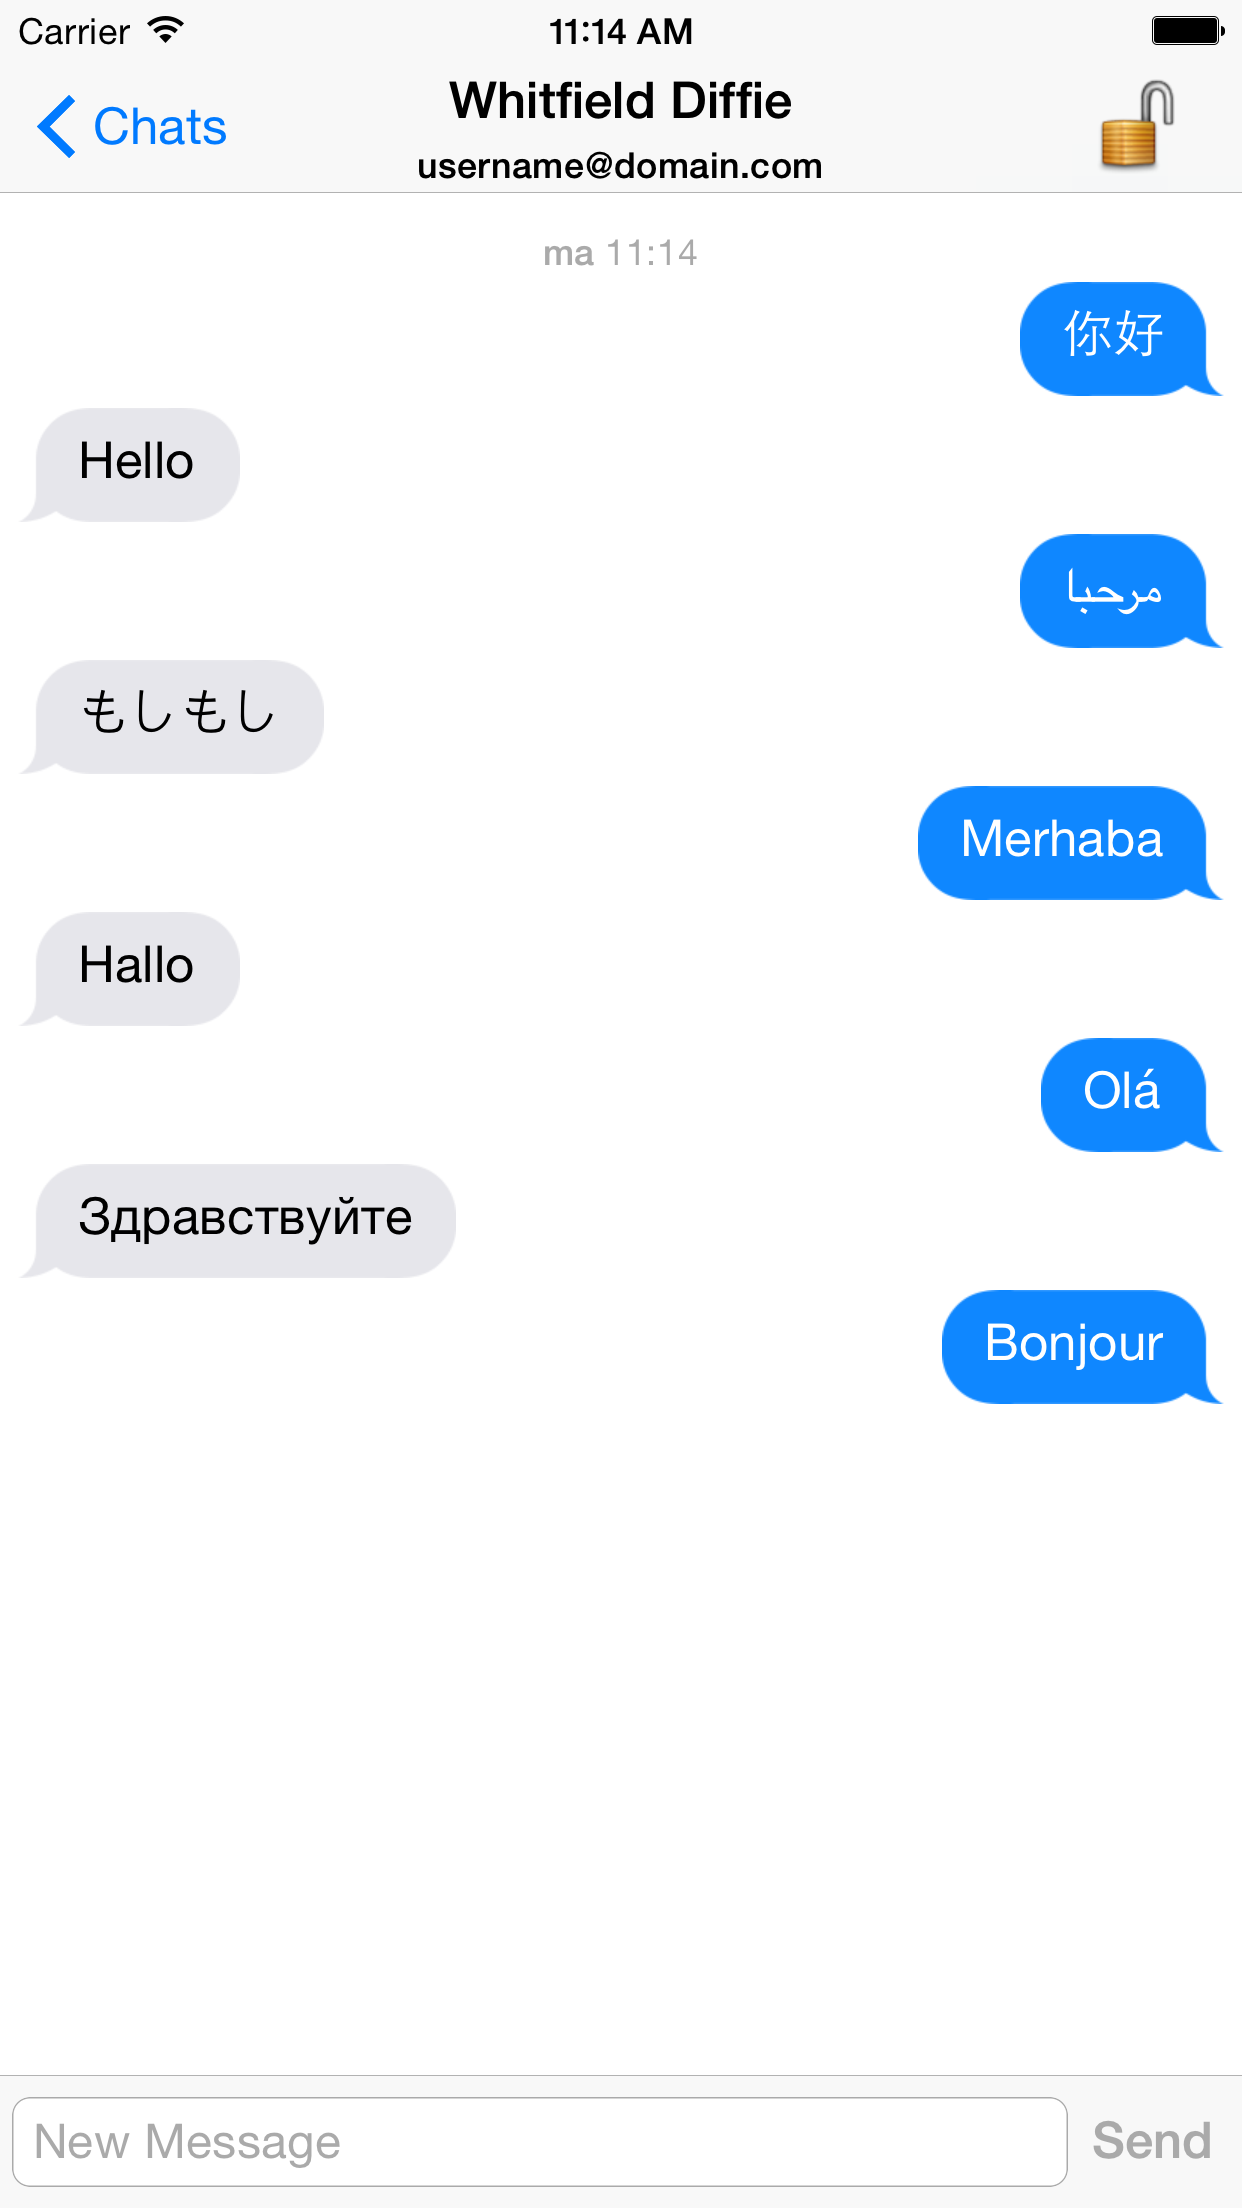 Carrier 11:14 AM
Chats
Whitfield Diffie
username@domain.com
ma 11:14
你好
Hello
مرحبا
もしもし
Merhaba
Hallo
Olá
Здравствуйте
Bonjour
New Message
Send